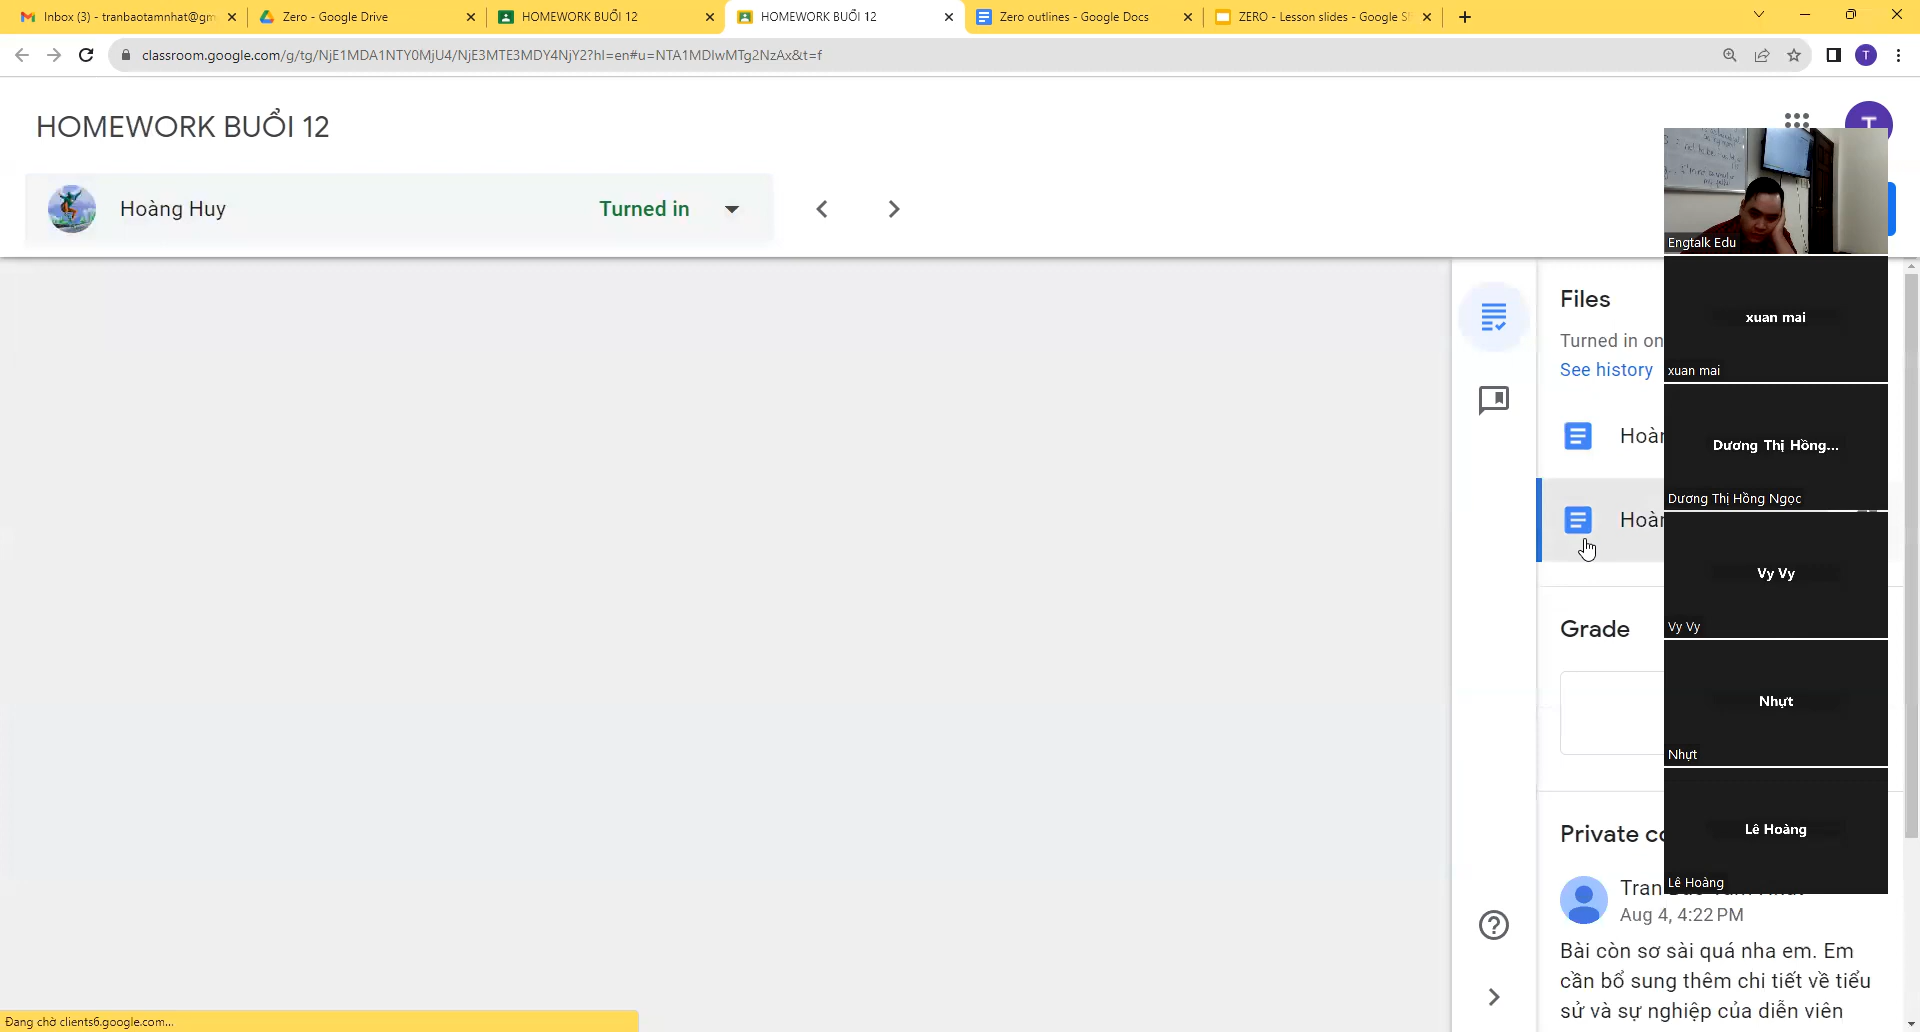 Inbox (3) - tranbaotamnhat@gm
Zero - Google Drive
HOMEWORK BUỔI 12
HOMEWORK BUỔI 12
Zero outlines - Google Docs
ZERO - Lesson slides - Google Sl
classroom.google.com/g/tg/NjE1MDA1NTY0MjU4/NjE3MTE3MDY4NjY2?hl=en#u=NTA1MDIwMTg2NzAx&t=f
T
HOMEWORK BUỔI 12
T
Hoàng Huy
Turned in
Engtalk Edu
Files
Turned in on
See history
xuan mai
xuan mai
Hoàn
Dương Thị Hồng...
Dương Thị Hồng Ngọc
Hoàn
Vy Vy
Vy Vy
Grade
Nhựt
Nhựt
Private co
Lê Hoàng
Lê Hoàng
Tran
Aug 4, 4:22 PM
Bài còn sơ sài quá nha em. Em
cần bổ sung thêm chi tiết về tiểu
sử và sự nghiệp của diễn viên
Đang chờ clients6.google.com...